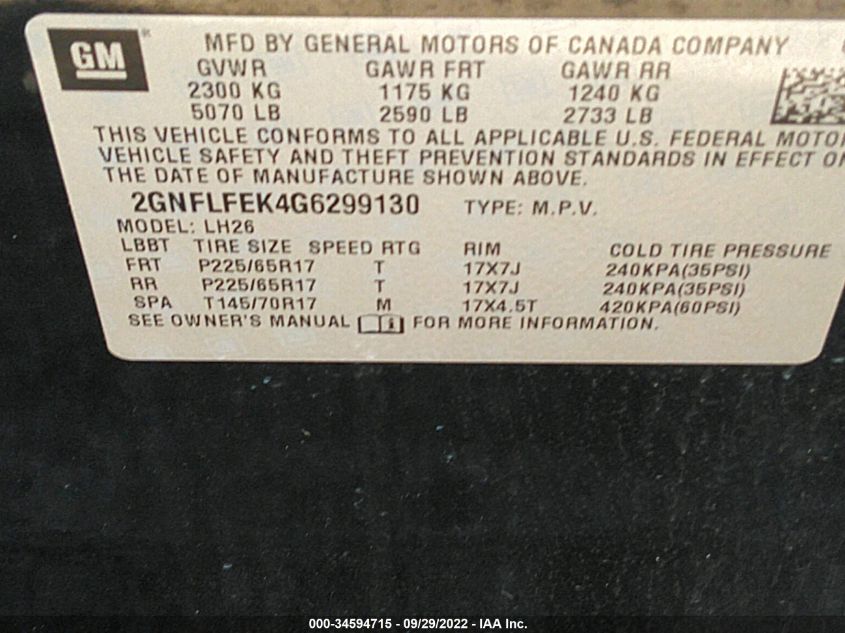 GM® MFD BY GENERAL MOTORS OF CANADA COMPANY
GVWR GAWR FRT GAWR RR
2300 KG 1175 KG 1240 KG
5070 LB 2590 LB 2733 LB
THIS VEHICLE CONFORMS TO ALL APPLICABLE U.S. FEDERAL MOTO
VEHICLE SAFETY AND THEFT PREVENTION STANDARDS IN EFFECT ON
THE DATE OF MANUFACTURE SHOWN ABOVE.
2GNFLFEK4G6299130 TYPE: M.P.V.
MODEL: LH26
LBBT TIRE SIZE SPEED RTG RIM COLD TIRE PRESSURE
FRT P225/65R17 T 17X7J 240KPA(35PSI)
RR P225/65R17 T 17X7J 240KPA(35PSI)
SPA T145/70R17 M 17X4.5T 420KPA(60PSI)
SEE OWNER'S MANUAL FOR MORE INFORMATION.
000-34594715 - 09/29/2022 - IAA Inc.